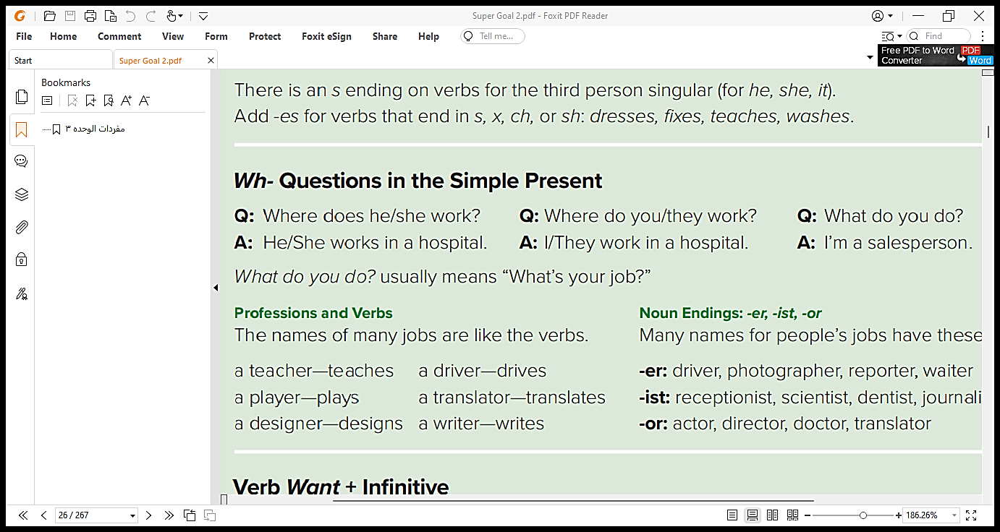 Super Goal 2.pdf - Foxit PDF Reader
File Home Comment View Form Protect Foxit eSign Share Help Tell me... Find
Free PDF to Word Converter PDF Word
Start Super Goal 2.pdf
Bookmarks
مفردات الوحده ٣
There is an s ending on verbs for the third person singular (for he, she, it).
Add -es for verbs that end in s, x, ch, or sh: dresses, fixes, teaches, washes.
Wh- Questions in the Simple Present
Q: Where does he/she work? Q: Where do you/they work? Q: What do you do?
A: He/She works in a hospital. A: I/They work in a hospital. A: I'm a salesperson.
What do you do? usually means “What's your job?”
Professions and Verbs
The names of many jobs are like the verbs.
a teacher—teaches a driver—drives
a player—plays a translator—translates
a designer—designs a writer—writes
Noun Endings: -er, -ist, -or
Many names for people's jobs have these
-er: driver, photographer, reporter, waiter
-ist: receptionist, scientist, dentist, journali
-or: actor, director, doctor, translator
Verb Want + Infinitive
26 / 267 186.26%